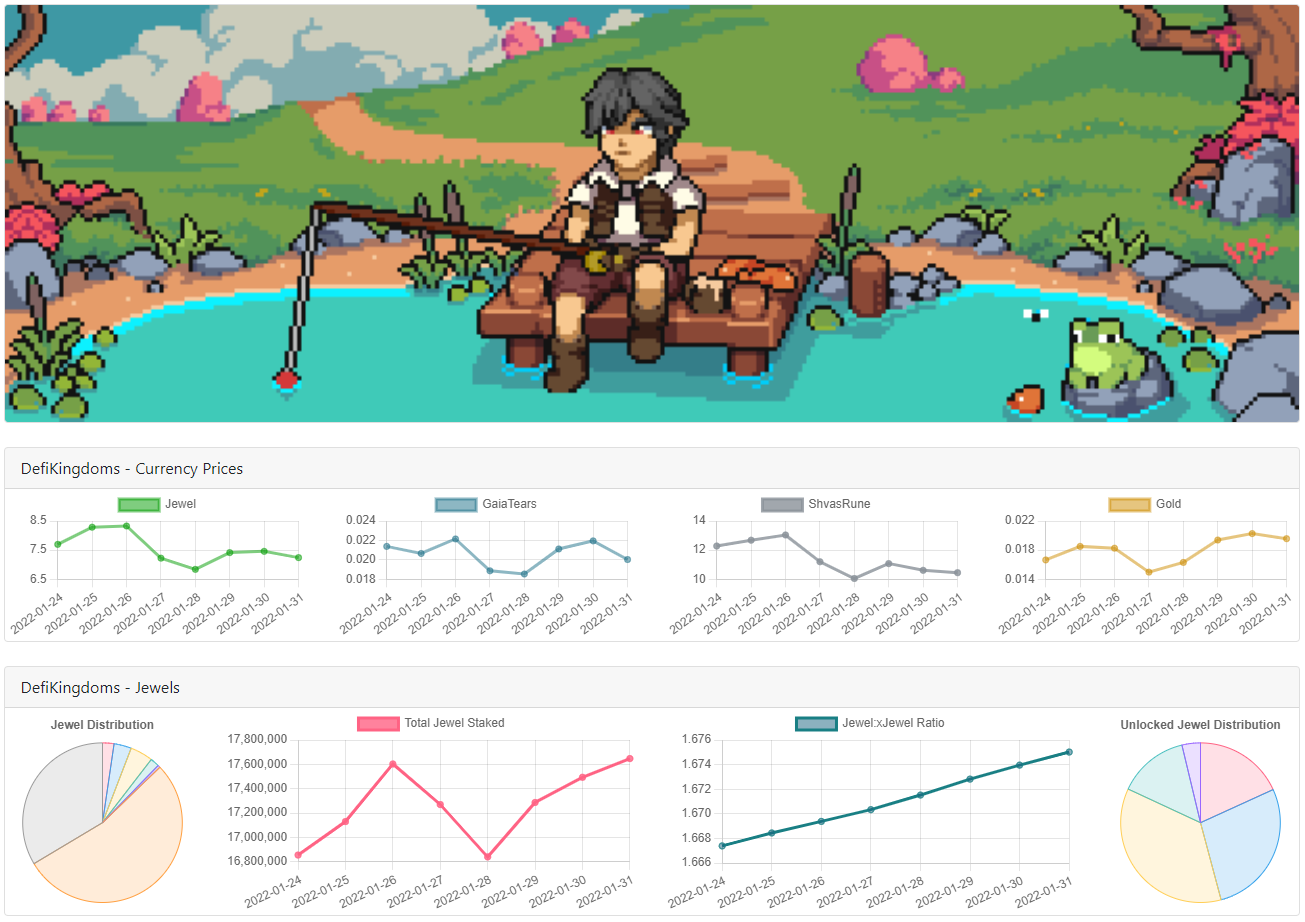 DefiKingdoms - Currency Prices
Jewel
8.5
7.5
6.5
2022-01-24 2022-01-25 2022-01-26 2022-01-27 2022-01-28 2022-01-29 2022-01-30 2022-01-31
GaiaTears
0.024
0.022
0.020
0.018
2022-01-24 2022-01-25 2022-01-26 2022-01-27 2022-01-28 2022-01-29 2022-01-30 2022-01-31
ShvasRune
14
12
10
2022-01-24 2022-01-25 2022-01-26 2022-01-27 2022-01-28 2022-01-29 2022-01-30 2022-01-31
Gold
0.022
0.018
0.014
2022-01-24 2022-01-25 2022-01-26 2022-01-27 2022-01-28 2022-01-29 2022-01-30 2022-01-31
DefiKingdoms - Jewels
Jewel Distribution
Total Jewel Staked
17,800,000
17,600,000
17,400,000
17,200,000
17,000,000
16,800,000
2022-01-24 2022-01-25 2022-01-26 2022-01-27 2022-01-28 2022-01-29 2022-01-30 2022-01-31
Jewel:xJewel Ratio
1.676
1.674
1.672
1.670
1.668
1.666
2022-01-24 2022-01-25 2022-01-26 2022-01-27 2022-01-28 2022-01-29 2022-01-30 2022-01-31
Unlocked Jewel Distribution